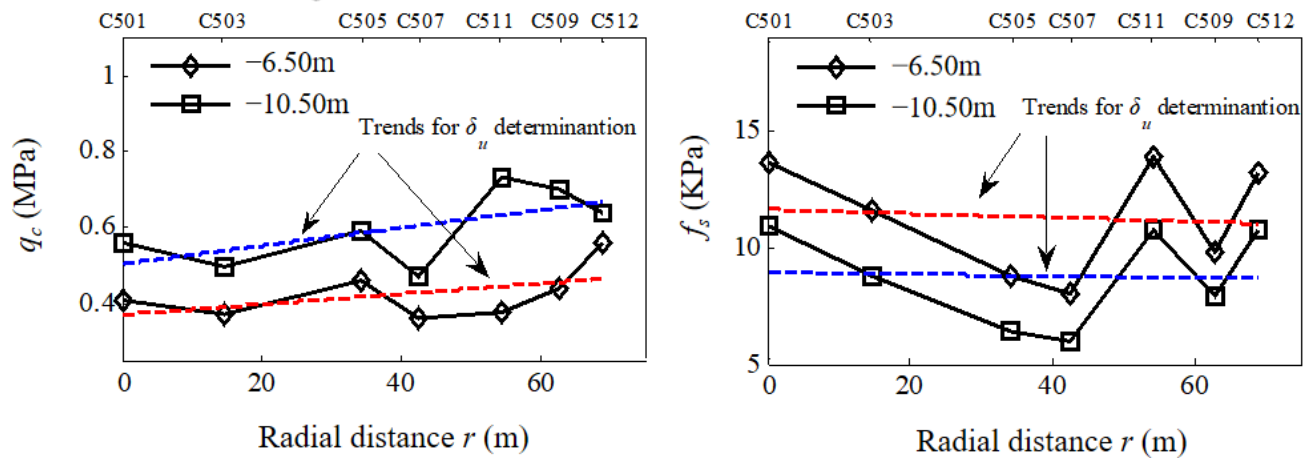 C501 C503 C505 C507 C511 C509 C512
−6.50m
−10.50m
Trends for δu determinantion
1
0.8
0.6
0.4
qc (MPa)
0 20 40 60
Radial distance r (m)
C501 C503 C505 C507 C511 C509 C512
−6.50m
−10.50m
Trends for δu determinantion
15
10
5
fs (KPa)
0 20 40 60
Radial distance r (m)